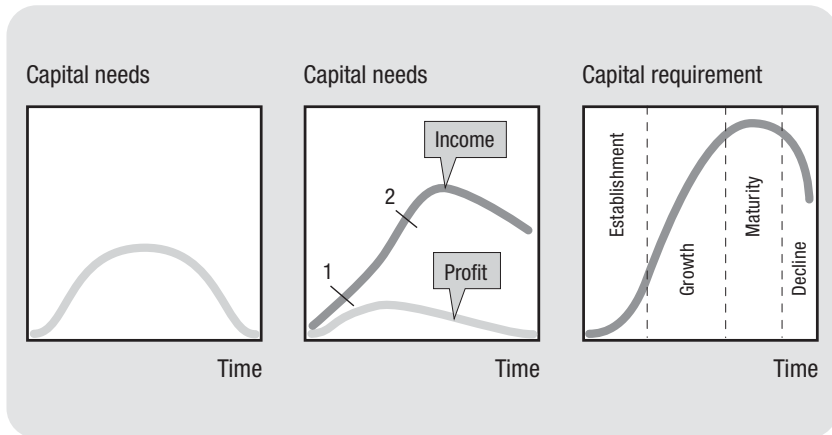 Capital needs
Time
Capital needs
Income
2
1
Profit
Time
Capital requirement
Establishment
Growth
Maturity
Decline
Time